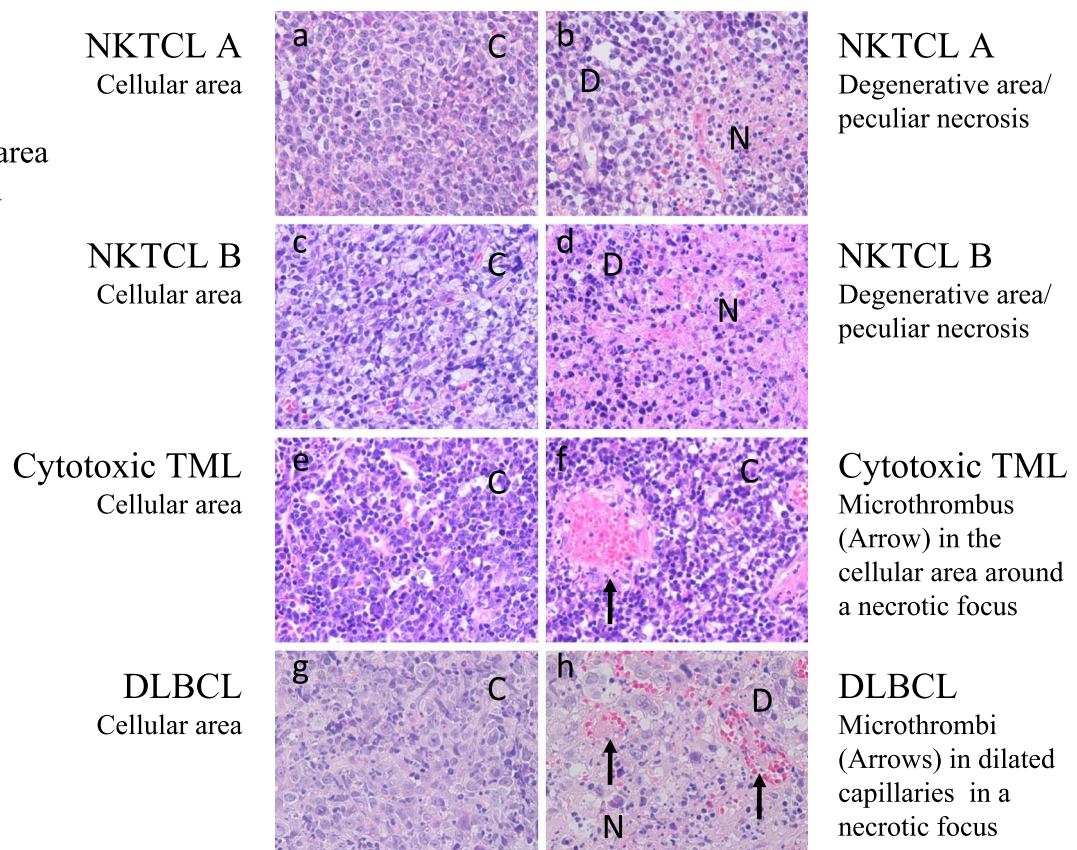 NKTCL A
Cellular area
a
C
b
D
N
NKTCL A
Degenerative area/
peculiar necrosis
area
NKTCL B
Cellular area
c
C
d
D
N
NKTCL B
Degenerative area/
peculiar necrosis
Cytotoxic TML
Cellular area
e
C
f
C
Cytotoxic TML
Microthrombus
(Arrow) in the
cellular area around
a necrotic focus
DLBCL
Cellular area
g
C
h
D
N
DLBCL
Microthrombi
(Arrows) in dilated
capillaries in a
necrotic focus